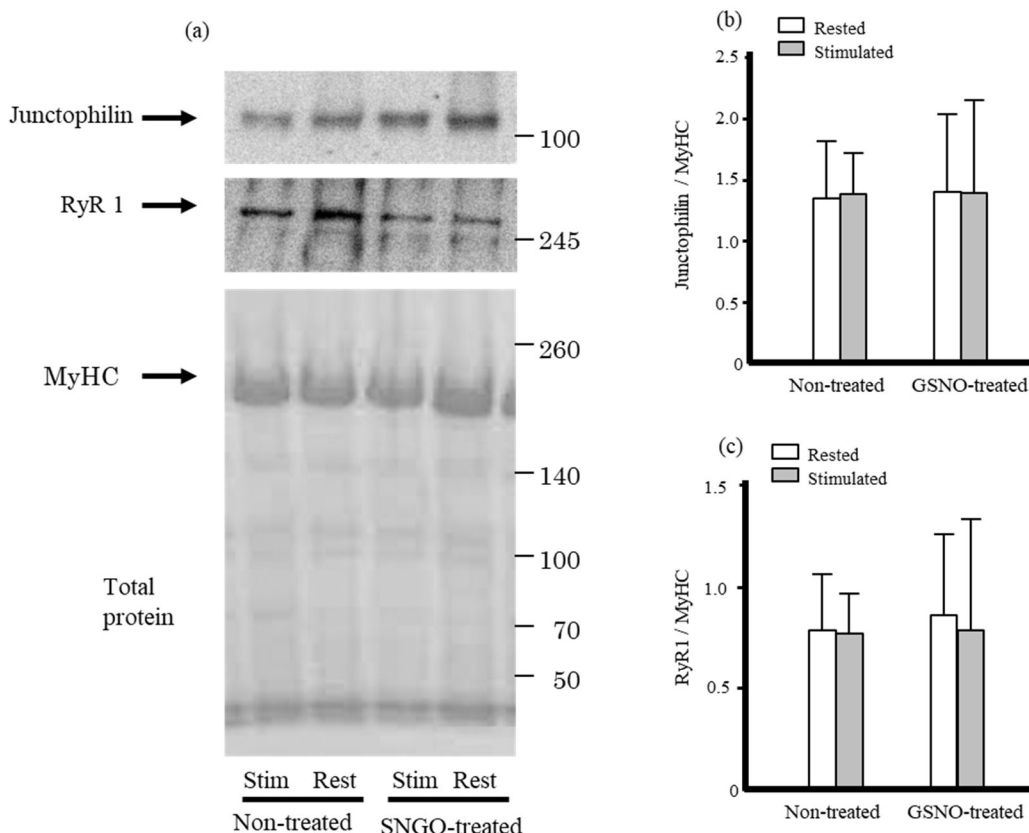 (a)
Junctophilin
100
RyR 1
245
MyHC
260
140
100
Total
protein
70
50
Stim Rest Stim Rest
Non-treated SNGO-treated
(b)
Rested
Stimulated
2.5
2.0
1.5
1.0
0.5
0
Junctophilin / MyHC
Non-treated GSNO-treated
(c)
Rested
Stimulated
1.5
1.0
0.5
0
RyR1 / MyHC
Non-treated GSNO-treated